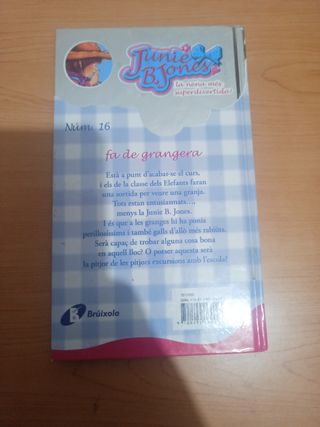 Junie
B. Jones
la nena més
superdivertida!
Núm. 16
fa de grangera
Està a punt d'acabar-se el curs,
i els de la classe dels Elefants faran
una sortida per veure una granja.
Tots estan entusiasmats...,
menys la Junie B. Jones.
I és que a les granges hi ha ponis
perillosíssims i també galls d'allò més rabiüts.
Serà capaç de trobar alguna cosa bona
en aquell lloc? O potser aquesta serà
la pitjor de les pitjors excursions amb l'escola!
B
Brúixola